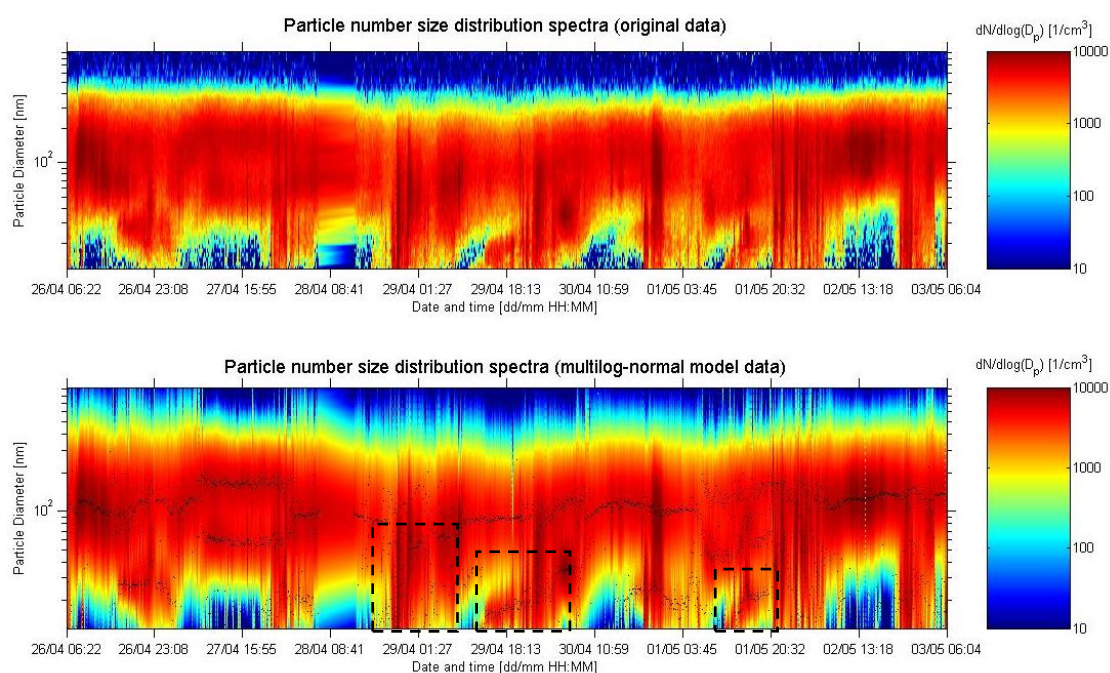 Particle number size distribution spectra (original data)
dN/dlog(Dp) [1/cm³]
Particle Diameter [nm]
10²
10000
1000
100
10
26/04 06:22 26/04 23:08 27/04 15:55 28/04 08:41 29/04 01:27 29/04 18:13 30/04 10:59 01/05 03:45 01/05 20:32 02/05 13:18 03/05 06:04
Date and time [dd/mm HH:MM]
Particle number size distribution spectra (multilog-normal model data)
dN/dlog(Dp) [1/cm³]
Particle Diameter [nm]
10²
10000
1000
100
10
26/04 06:22 26/04 23:08 27/04 15:55 28/04 08:41 29/04 01:27 29/04 18:13 30/04 10:59 01/05 03:45 01/05 20:32 02/05 13:18 03/05 06:04
Date and time [dd/mm HH:MM]